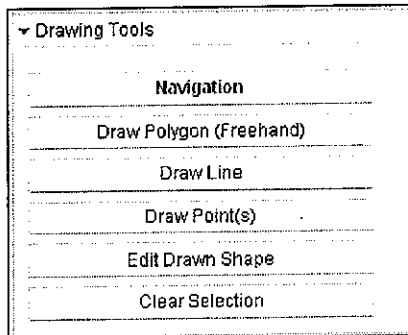 Drawing Tools
Navigation
Draw Polygon (Freehand)
Draw Line
Draw Point(s)
Edit Drawn Shape
Clear Selection